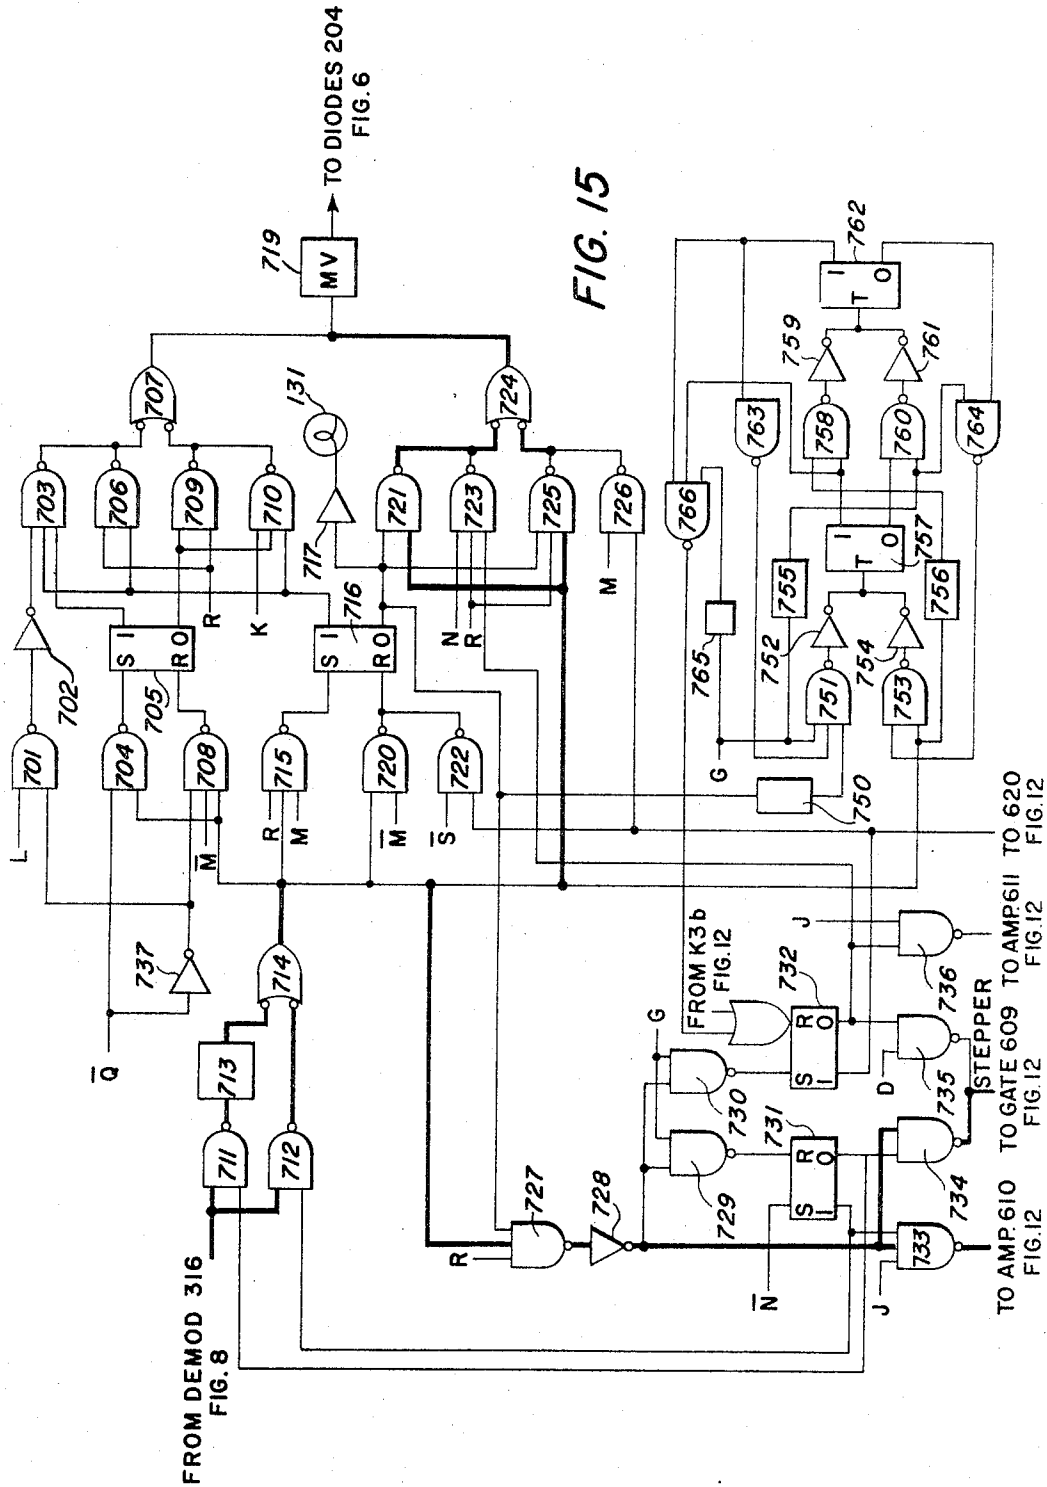 FROM DEMOD 316
FIG. 8
TO DIODES 204
FIG. 6
FIG. 15
L
701
702
703
704
705
S
I
R
O
706
707
708
M̅
709
710
R
K
Q̅
737
711
712
713
714
715
R
M
716
S
I
R
O
717
131
719
MV
720
M̅
721
722
S̅
723
N
R
724
725
726
M
727
R
728
729
730
G
731
S
R
I
O
N̅
732
S
R
I
O
FROM K3b
FIG. 12
733
J
734
735
D
736
J
750
751
752
753
754
755
756
757
T
I
O
758
759
760
761
762
T
I
O
763
764
765
G
766
TO AMP. 610
FIG. 12
STEPPER
TO GATE 609
FIG. 12
TO AMP. 611
FIG. 12
TO 620
FIG. 12